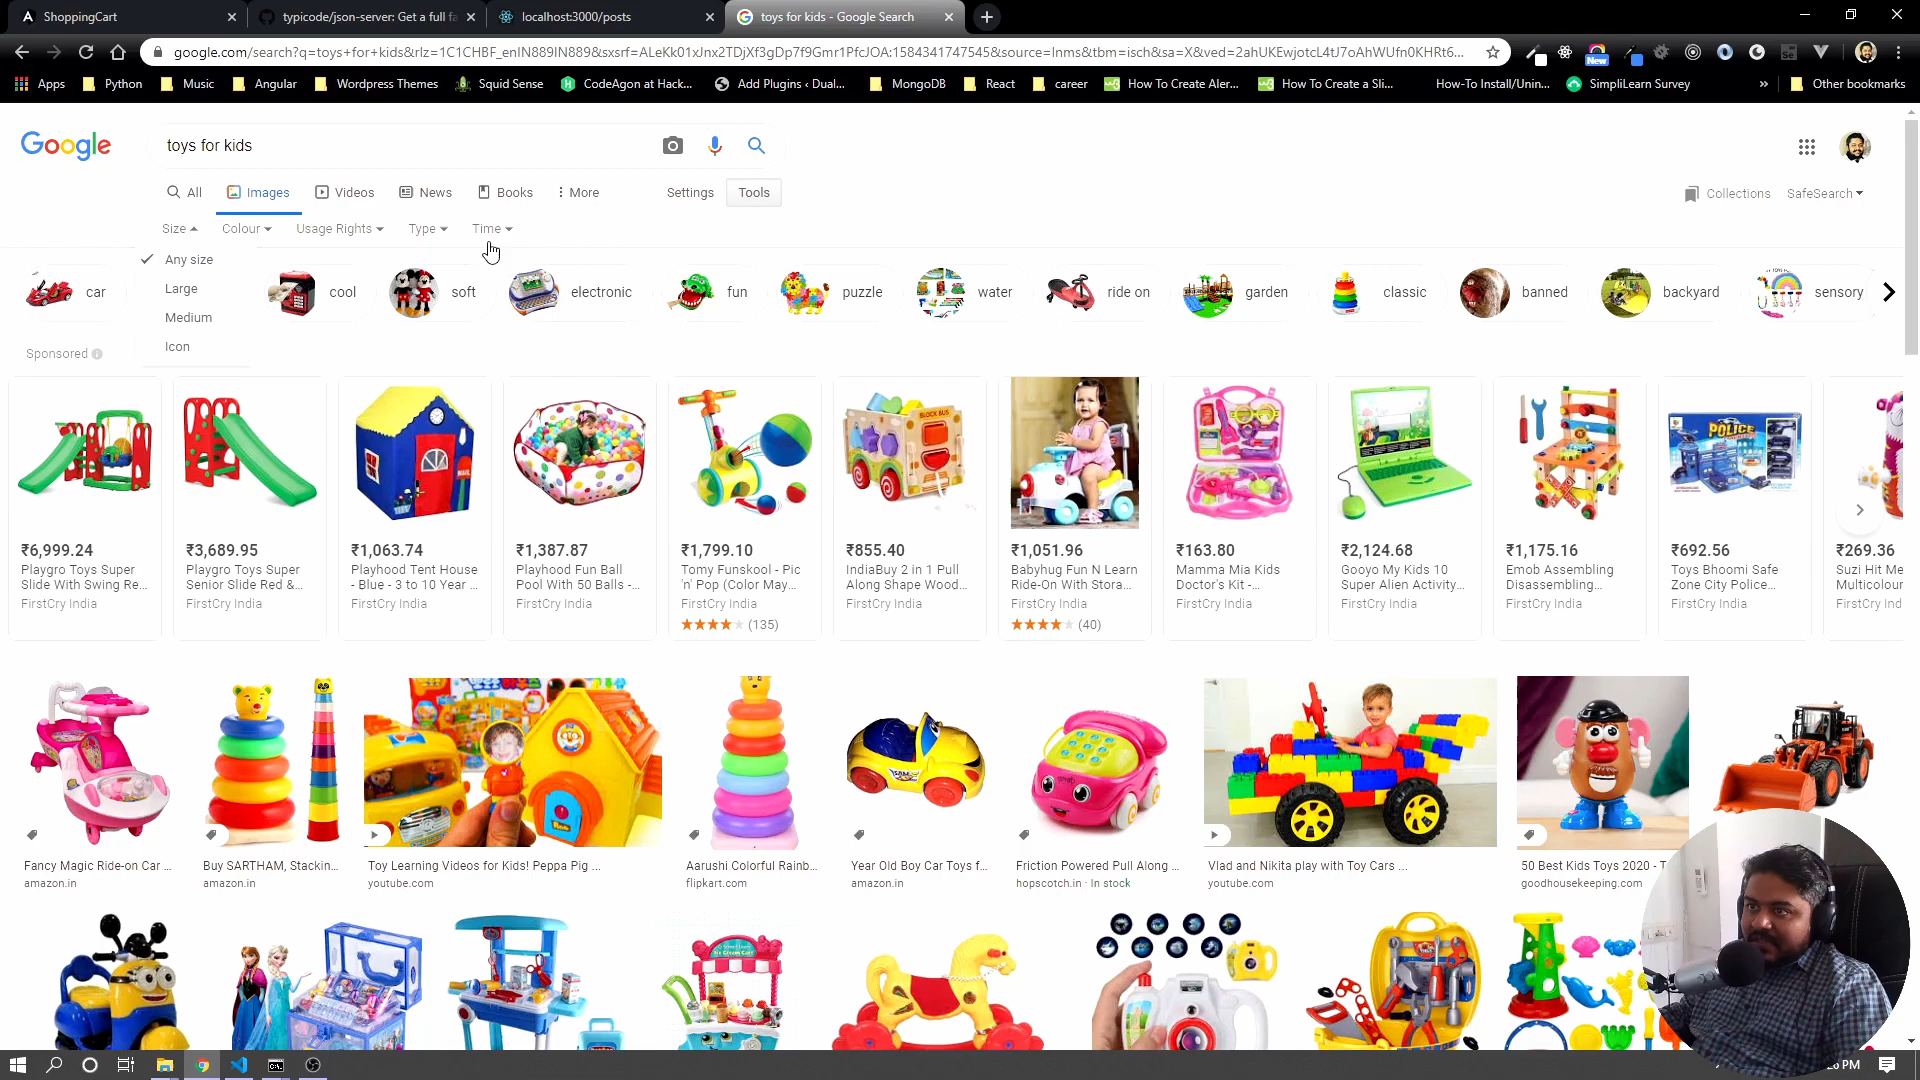 ShoppingCart
typicode/json-server: Get a full fa
localhost:3000/posts
toys for kids - Google Search
google.com/search?q=toys+for+kids&rlz=1C1CHBF_enIN889IN889&sxsrf=ALeKk01xJnx2TDjXf3gDp7f9Gmr1PfcJOA:1584341747545&source=lnms&tbm=isch&sa=X&ved=2ahUKEwjotcL4tJ7oAhWUfn0KHRt6...
New
Apps Python Music Angular Wordpress Themes Squid Sense CodeAgon at Hack... Add Plugins ‹ Dual... MongoDB React career How To Create Aler... How To Create a Sli... How-To Install/Unin... SimpliLearn Survey » Other bookmarks
Google
toys for kids
All Images Videos News Books More Settings Tools
Collections SafeSearch
Size Colour Usage Rights Type Time
Any size
Large
Medium
Icon
car cool soft electronic fun puzzle water ride on garden classic banned backyard sensory
Sponsored
BLOCK BUS
POLICE
₹6,999.24
Playgro Toys Super
Slide With Swing Re...
FirstCry India
₹3,689.95
Playgro Toys Super
Senior Slide Red &...
FirstCry India
₹1,063.74
Playhood Tent House
- Blue - 3 to 10 Year ...
FirstCry India
₹1,387.87
Playhood Fun Ball
Pool With 50 Balls -...
FirstCry India
₹1,799.10
Tomy Funskool - Pic
'n' Pop (Color May...
FirstCry India
(135)
₹855.40
IndiaBuy 2 in 1 Pull
Along Shape Wood...
FirstCry India
₹1,051.96
Babyhug Fun N Learn
Ride-On With Stora...
FirstCry India
(40)
₹163.80
Mamma Mia Kids
Doctor's Kit -...
FirstCry India
₹2,124.68
Gooyo My Kids 10
Super Alien Activity...
FirstCry India
₹1,175.16
Emob Assembling
Disassembling...
FirstCry India
₹692.56
Toys Bhoomi Safe
Zone City Police...
FirstCry India
₹269.36
Suzi Hit Me
Multicolour
FirstCry Ind
Fancy Magic Ride-on Car ...
amazon.in
Buy SARTHAM, Stackin...
amazon.in
Toy Learning Videos for Kids! Peppa Pig ...
youtube.com
Aarushi Colorful Rainb...
flipkart.com
Year Old Boy Car Toys f...
amazon.in
Friction Powered Pull Along ...
hopscotch.in · In stock
Vlad and Nikita play with Toy Cars ...
youtube.com
50 Best Kids Toys 2020 - T
goodhousekeeping.com
PM